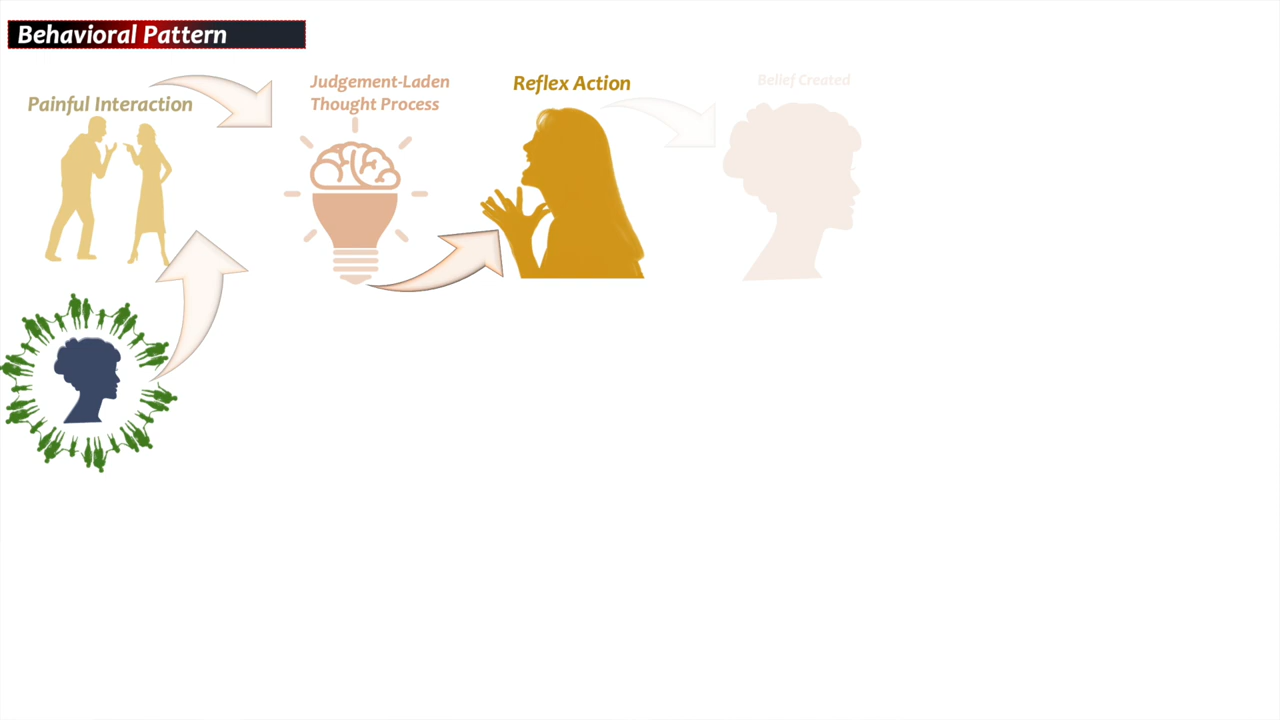 Behavioral Pattern
Painful Interaction
Judgement-Laden
Thought Process
Reflex Action
Belief Created